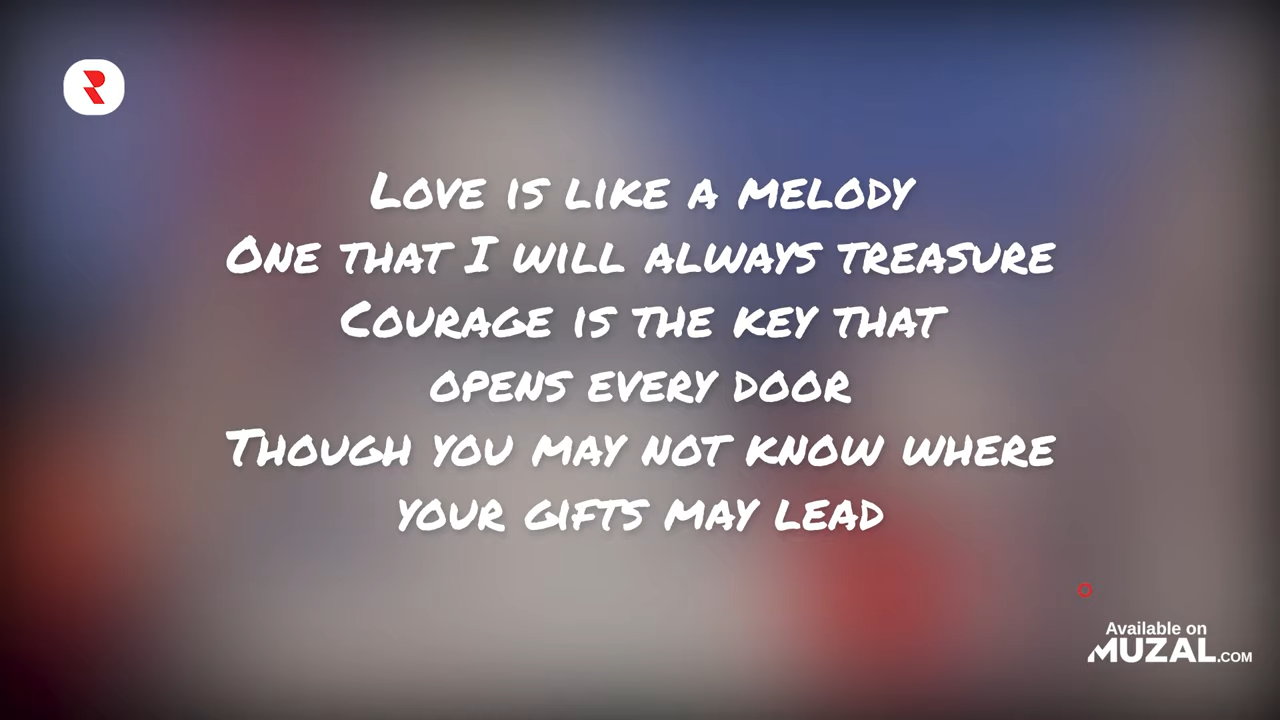 R
Love is like a melody
One that I will always treasure
Courage is the key that
opens every door
Though you may not know where
your gifts may lead
Available on
MUZAL.COM